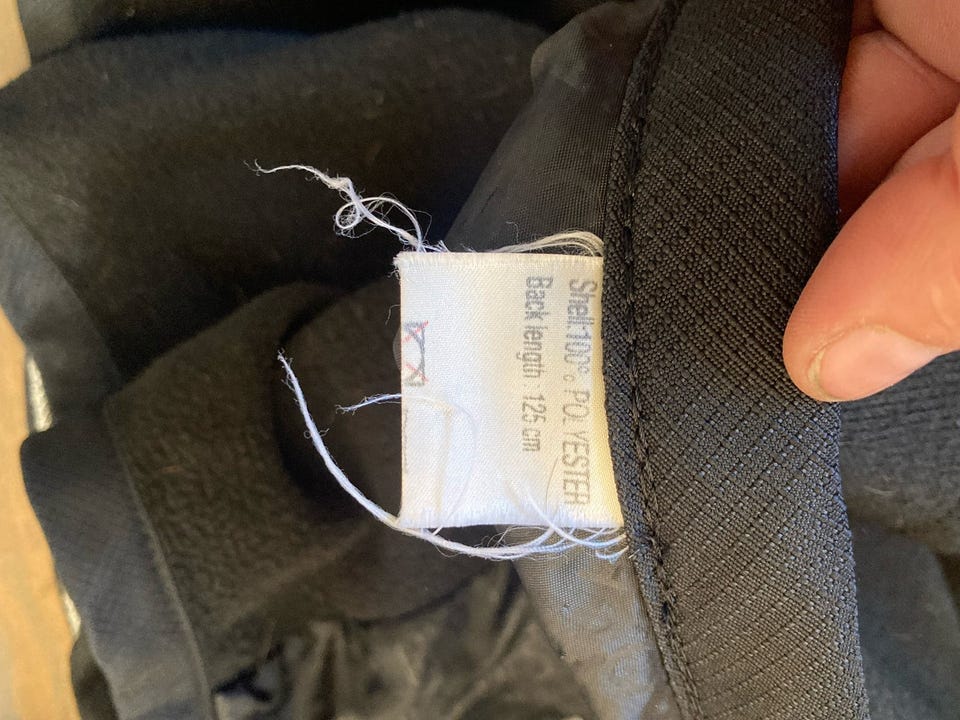 Shell:100% POLYESTER
Back length 125 cm